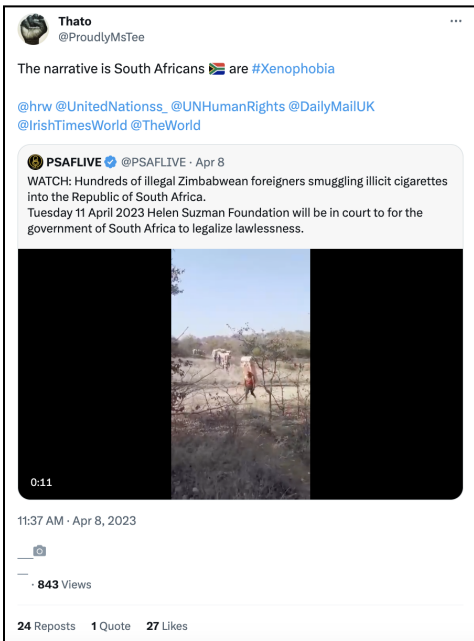 Thato
@ProudlyMsTee
The narrative is South Africans 🇿🇦 are #Xenophobia
@hrw @UnitedNationss_ @UNHumanRights @DailyMailUK
@IrishTimesWorld @TheWorld
PSAFLIVE @PSAFLIVE · Apr 8
WATCH: Hundreds of illegal Zimbabwean foreigners smuggling illicit cigarettes
into the Republic of South Africa.
Tuesday 11 April 2023 Helen Suzman Foundation will be in court to for the
government of South Africa to legalize lawlessness.
0:11
11:37 AM · Apr 8, 2023
· 843 Views
24 Reposts 1 Quote 27 Likes